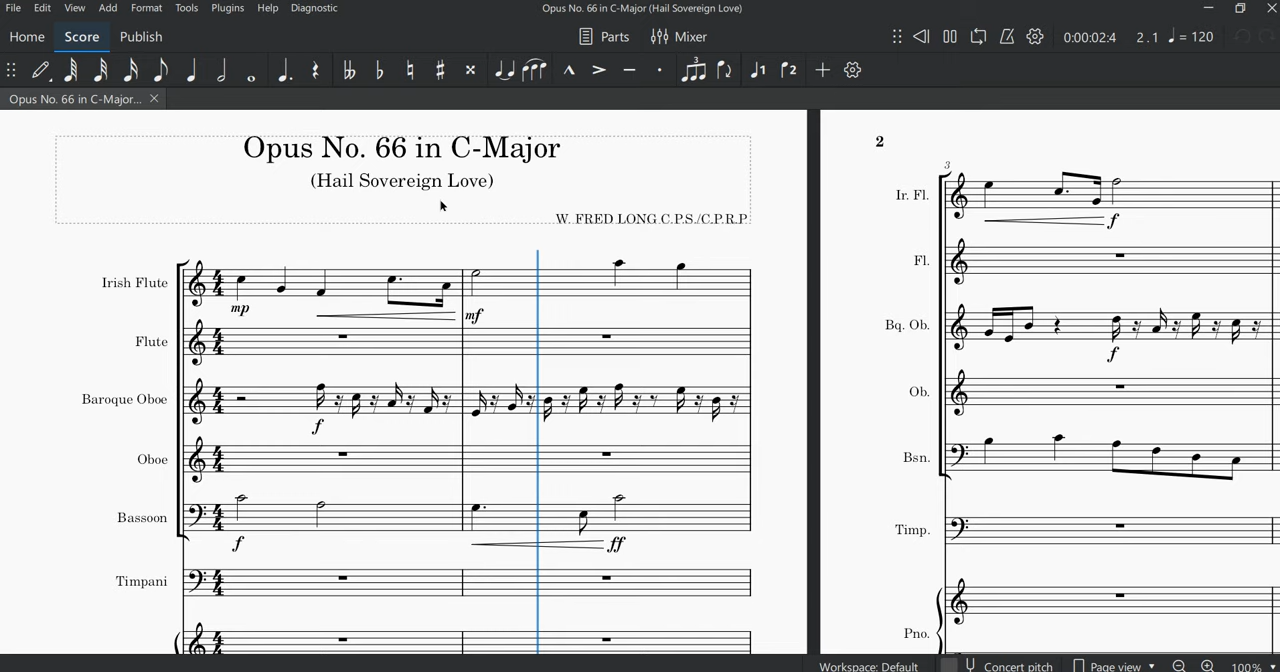 File Edit View Add Format Tools Plugins Help Diagnostic Opus No. 66 in C-Major (Hail Sovereign Love)
Home Score Publish Parts Mixer 0:00:02:4 2 . 1 = 120
3 1 2
Opus No. 66 in C-Major...
Opus No. 66 in C-Major
(Hail Sovereign Love)
W. FRED LONG C.P.S./C.P.R.P
Irish Flute
mp mf
Flute
Baroque Oboe
f
Oboe
Bassoon
f ff
Timpani
2
3
Ir. Fl.
f
Fl.
Bq. Ob.
f
Ob.
Bsn.
Timp.
Pno.
Workspace: Default Concert pitch Page view 100%